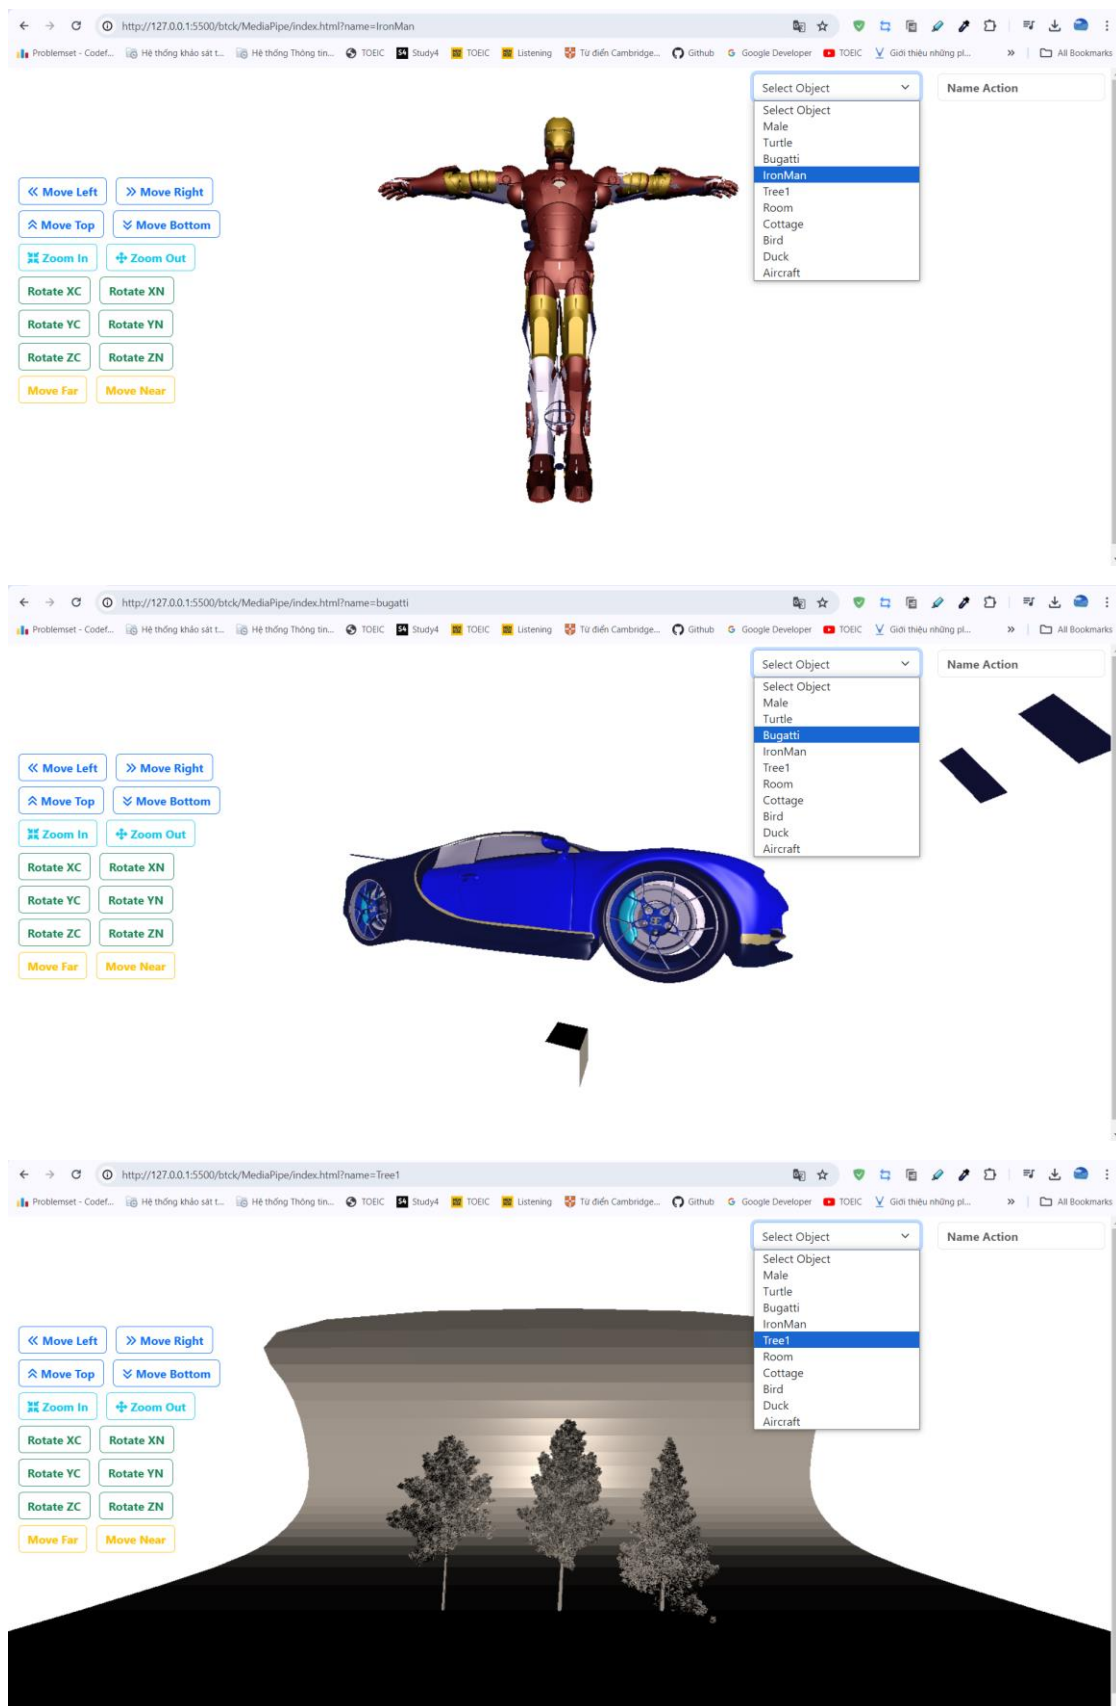 http://127.0.0.1:5500/btck/MediaPipe/index.html?name=IronMan
Problemset - Codef... Hệ thống khảo sát t... Hệ thống Thông tin... TOEIC S4 Study4 TOEIC Listening Từ điển Cambridge... Github Google Developer TOEIC Giới thiệu những pl... » All Bookmarks
Select Object Name Action
Select Object
Male
Turtle
Bugatti
IronMan
Tree1
Room
Cottage
Bird
Duck
Aircraft
Move Left Move Right
Move Top Move Bottom
Zoom In Zoom Out
Rotate XC Rotate XN
Rotate YC Rotate YN
Rotate ZC Rotate ZN
Move Far Move Near
http://127.0.0.1:5500/btck/MediaPipe/index.html?name=bugatti
Problemset - Codef... Hệ thống khảo sát t... Hệ thống Thông tin... TOEIC S4 Study4 TOEIC Listening Từ điển Cambridge... Github Google Developer TOEIC Giới thiệu những pl... » All Bookmarks
Select Object Name Action
Select Object
Male
Turtle
Bugatti
IronMan
Tree1
Room
Cottage
Bird
Duck
Aircraft
Move Left Move Right
Move Top Move Bottom
Zoom In Zoom Out
Rotate XC Rotate XN
Rotate YC Rotate YN
Rotate ZC Rotate ZN
Move Far Move Near
http://127.0.0.1:5500/btck/MediaPipe/index.html?name=Tree1
Problemset - Codef... Hệ thống khảo sát t... Hệ thống Thông tin... TOEIC S4 Study4 TOEIC Listening Từ điển Cambridge... Github Google Developer TOEIC Giới thiệu những pl... » All Bookmarks
Select Object Name Action
Select Object
Male
Turtle
Bugatti
IronMan
Tree1
Room
Cottage
Bird
Duck
Aircraft
Move Left Move Right
Move Top Move Bottom
Zoom In Zoom Out
Rotate XC Rotate XN
Rotate YC Rotate YN
Rotate ZC Rotate ZN
Move Far Move Near